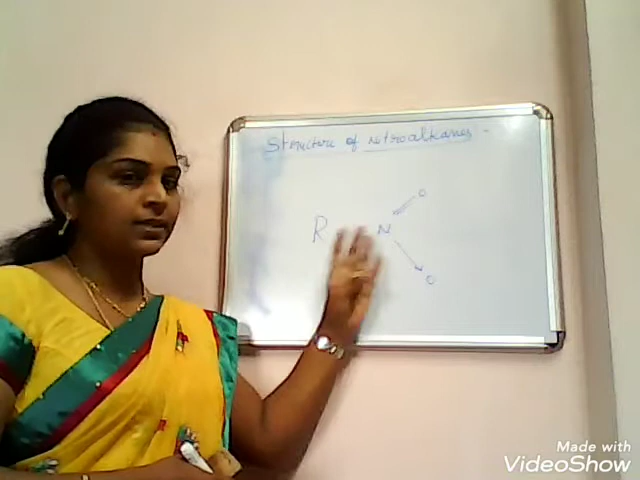 Structure of nitroalkanes -
O
R N
O
Made with
VideoShow